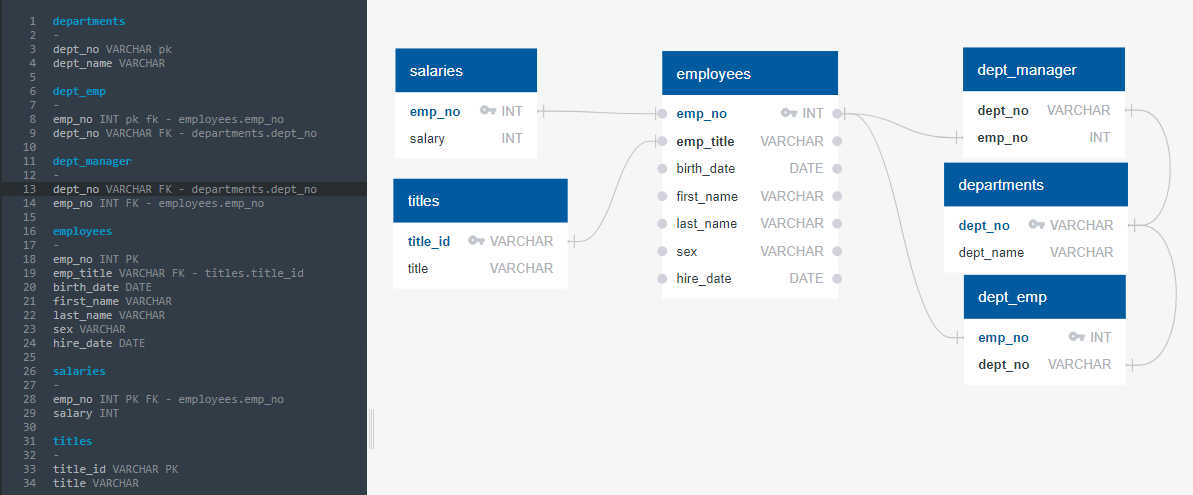 1 departments
2 -
3 dept_no VARCHAR pk
4 dept_name VARCHAR
5
6 dept_emp
7 -
8 emp_no INT pk fk - employees.emp_no
9 dept_no VARCHAR FK - departments.dept_no
10
11 dept_manager
12 -
13 dept_no VARCHAR FK - departments.dept_no
14 emp_no INT FK - employees.emp_no
15
16 employees
17 -
18 emp_no INT PK
19 emp_title VARCHAR FK - titles.title_id
20 birth_date DATE
21 first_name VARCHAR
22 last_name VARCHAR
23 sex VARCHAR
24 hire_date DATE
25
26 salaries
27 -
28 emp_no INT PK FK - employees.emp_no
29 salary INT
30
31 titles
32 -
33 title_id VARCHAR PK
34 title VARCHAR
salaries
emp_no INT
salary INT
titles
title_id VARCHAR
title VARCHAR
employees
emp_no INT
emp_title VARCHAR
birth_date DATE
first_name VARCHAR
last_name VARCHAR
sex VARCHAR
hire_date DATE
dept_manager
dept_no VARCHAR
emp_no INT
departments
dept_no VARCHAR
dept_name VARCHAR
dept_emp
emp_no INT
dept_no VARCHAR